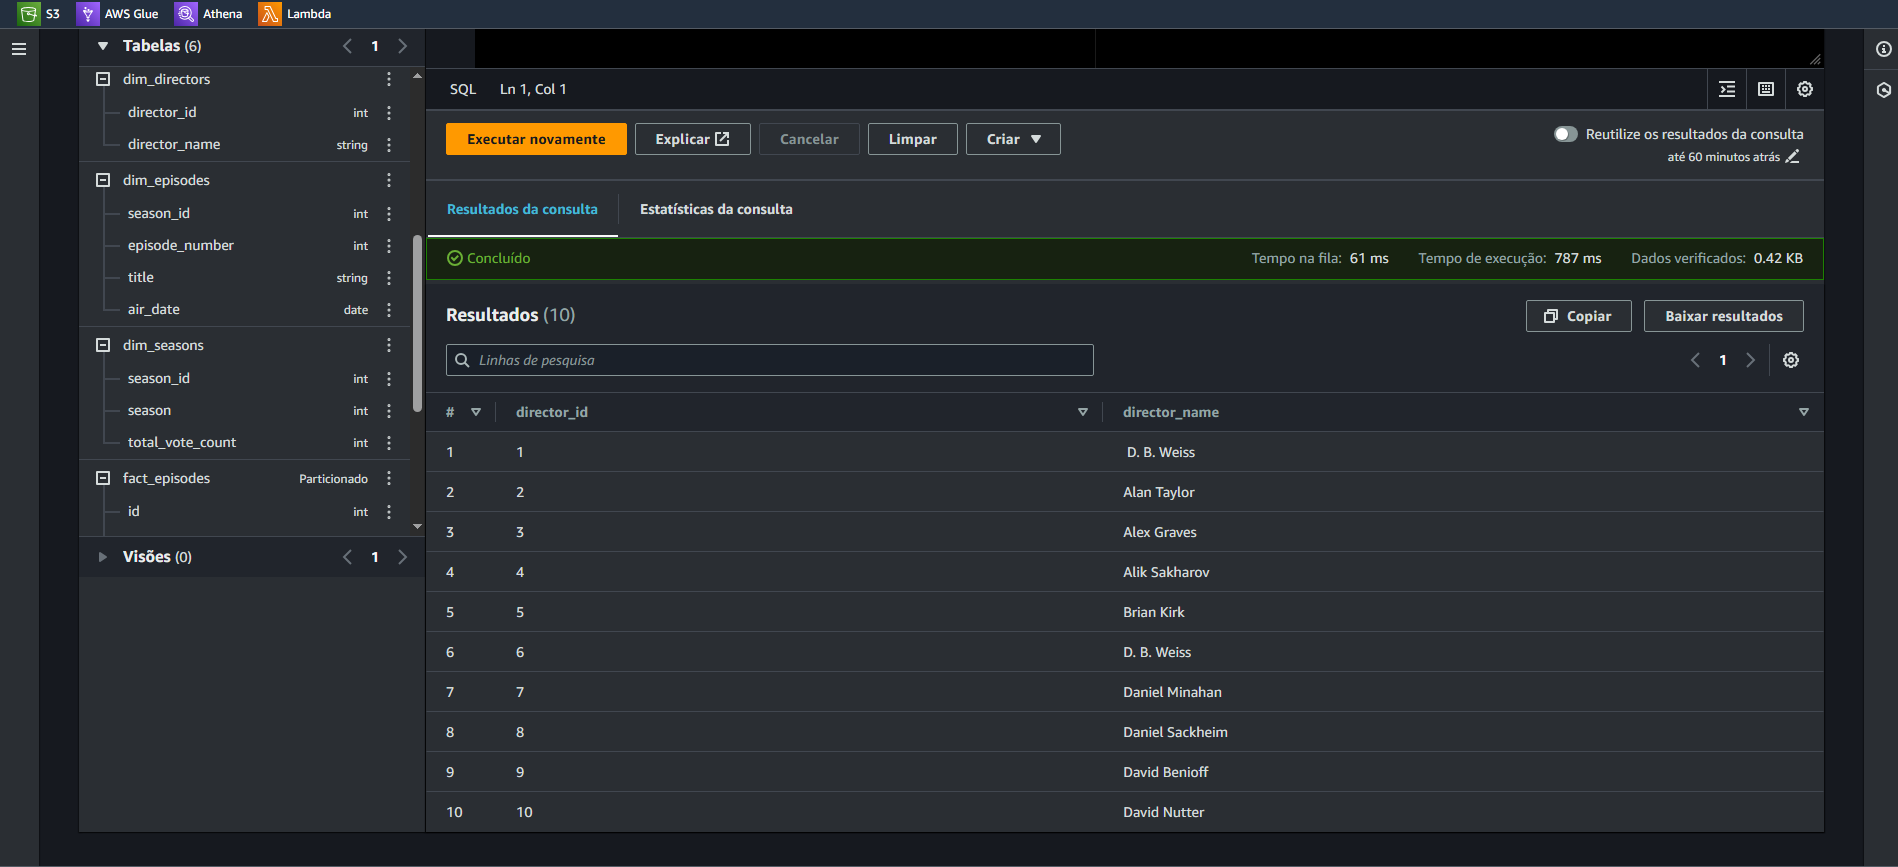 S3 AWS Glue Athena Lambda
Tabelas (6) 1
dim_directors
director_id int
director_name string
dim_episodes
season_id int
episode_number int
title string
air_date date
dim_seasons
season_id int
season int
total_vote_count int
fact_episodes Particionado
id int
Visões (0) 1
SQL Ln 1, Col 1
Executar novamente Explicar Cancelar Limpar Criar
Reutilize os resultados da consulta
até 60 minutos atrás
Resultados da consulta Estatísticas da consulta
Concluído Tempo na fila: 61 ms Tempo de execução: 787 ms Dados verificados: 0.42 KB
Resultados (10) Copiar Baixar resultados
Linhas de pesquisa 1
# director_id director_name
1 1 D. B. Weiss
2 2 Alan Taylor
3 3 Alex Graves
4 4 Alik Sakharov
5 5 Brian Kirk
6 6 D. B. Weiss
7 7 Daniel Minahan
8 8 Daniel Sackheim
9 9 David Benioff
10 10 David Nutter